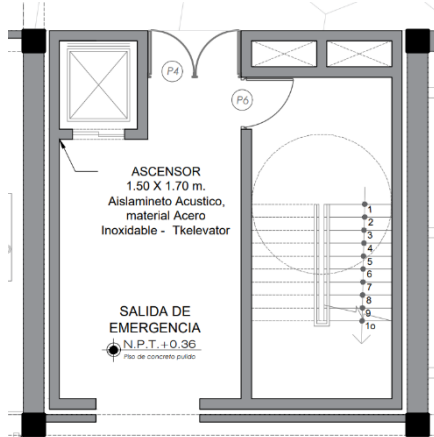 P4
P6
ASCENSOR
1.50 X 1.70 m.
Aislamineto Acustico,
material Acero
Inoxidable - Tkelevator
1
2
3
4
5
6
7
8
9
10
SALIDA DE
EMERGENCIA
N.P.T.+0.36
Piso de concreto pulido